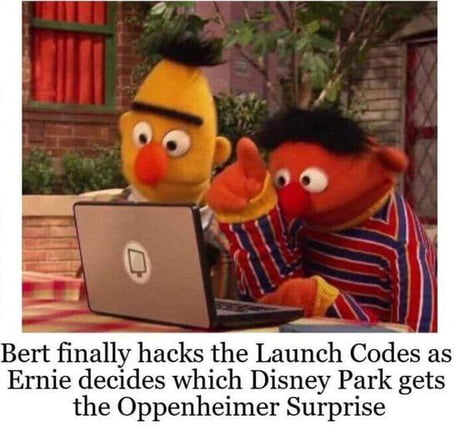 Bert finally hacks the Launch Codes as
Ernie decides which Disney Park gets
the Oppenheimer Surprise